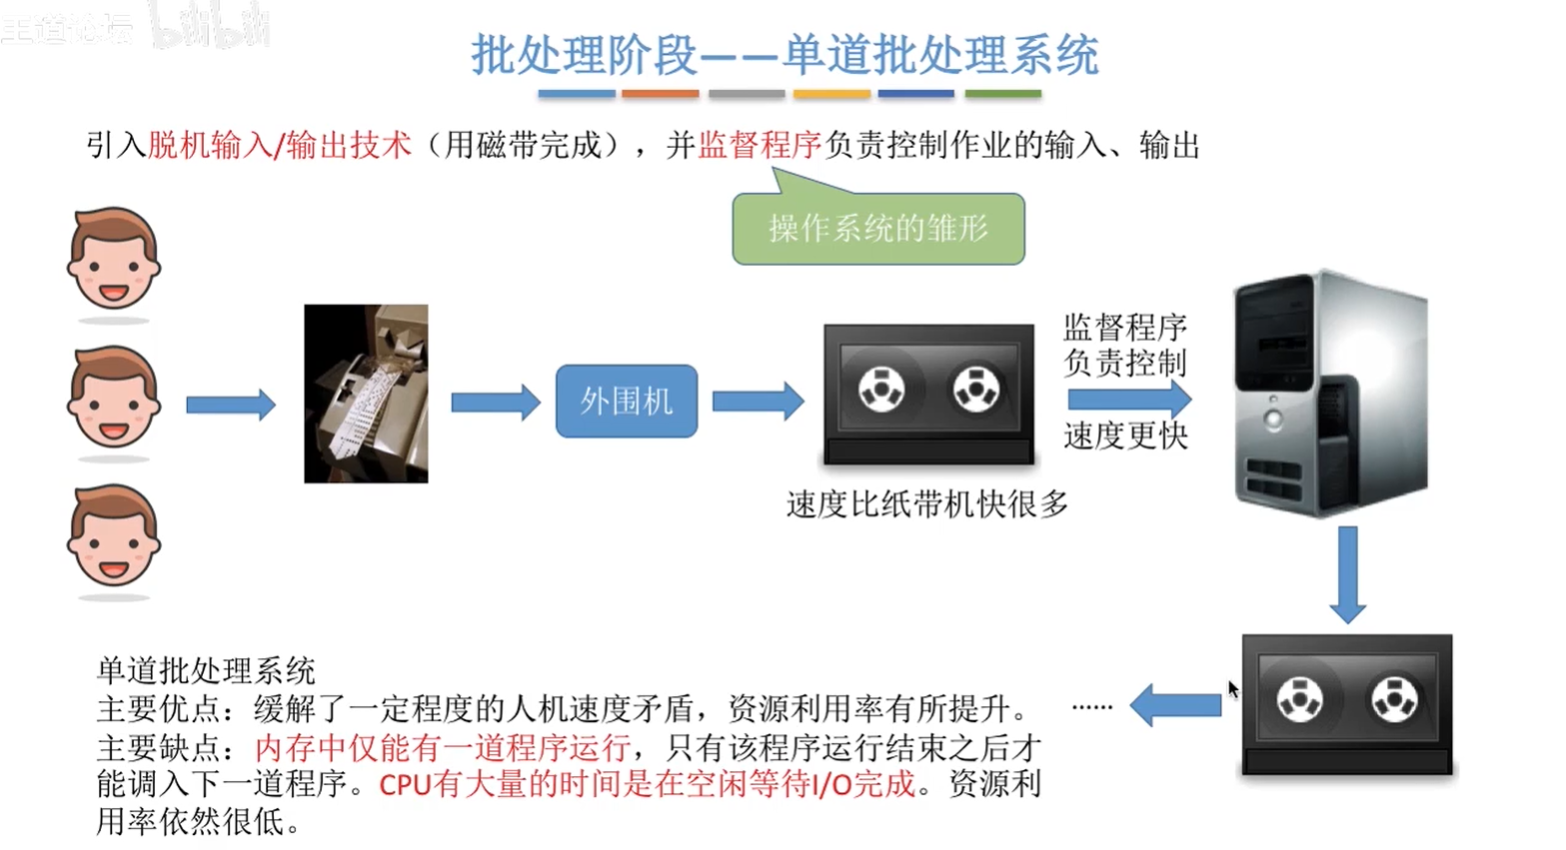 王道论坛 bilibili
批处理阶段——单道批处理系统
引入脱机输入/输出技术（用磁带完成），并监督程序负责控制作业的输入、输出
操作系统的雏形
外围机
监督程序
负责控制
速度更快
速度比纸带机快很多
......
单道批处理系统
主要优点：缓解了一定程度的人机速度矛盾，资源利用率有所提升。
主要缺点：内存中仅能有一道程序运行，只有该程序运行结束之后才
能调入下一道程序。CPU有大量的时间是在空闲等待I/O完成。资源利
用率依然很低。